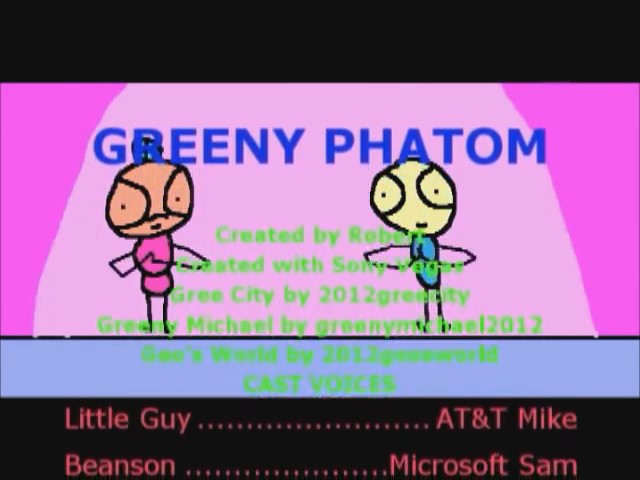 GREENY PHATOM
Created by Robert
Created with Sony Vegas
Gree City by 2012greecity
Greeny Michael by greenymichael2012
Geo's World by 2012geosworld
CAST VOICES
Little Guy ........................ AT&T Mike
Beanson .....................Microsoft Sam